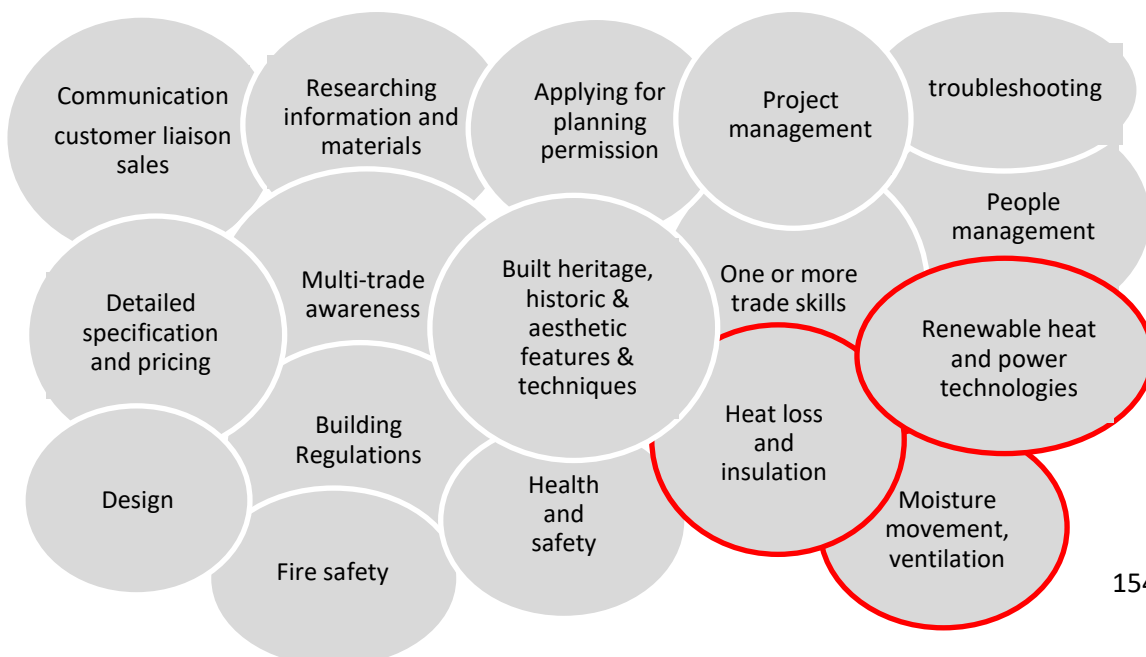 Communication
customer liaison
sales
Researching
information and
materials
Applying for
planning
permission
Project
management
troubleshooting
People
management
Detailed
specification
and pricing
Multi-trade
awareness
Built heritage,
historic &
aesthetic
features &
techniques
One or more
trade skills
Renewable heat
and power
technologies
Design
Building
Regulations
Heat loss
and
insulation
Fire safety
Health
and
safety
Moisture
movement,
ventilation
154